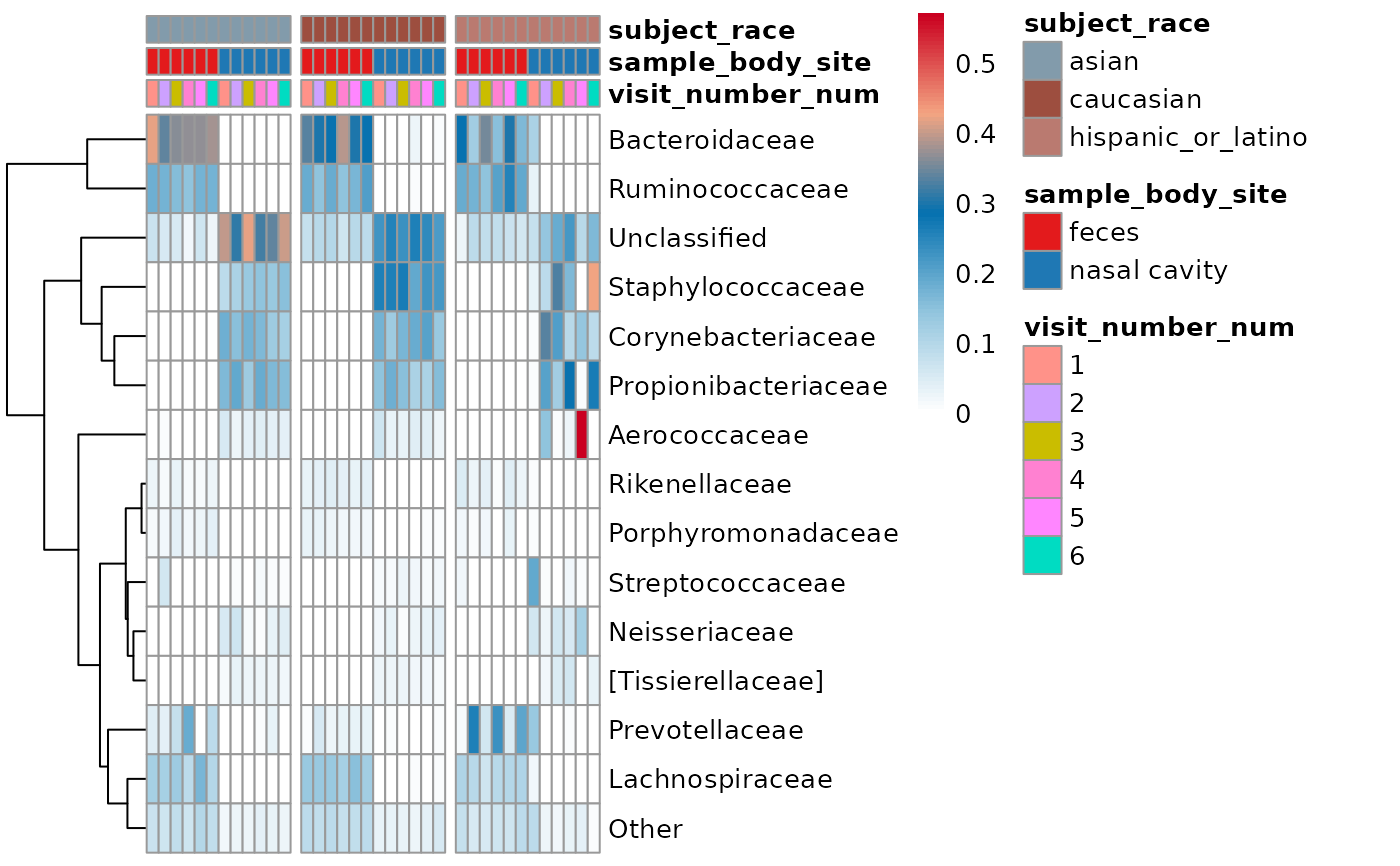 subject_race
sample_body_site
visit_number_num
Bacteroidaceae
Ruminococcaceae
Unclassified
Staphylococcaceae
Corynebacteriaceae
Propionibacteriaceae
Aerococcaceae
Rikenellaceae
Porphyromonadaceae
Streptococcaceae
Neisseriaceae
[Tissierellaceae]
Prevotellaceae
Lachnospiraceae
Other
0.5
0.4
0.3
0.2
0.1
0
subject_race
asian
caucasian
hispanic_or_latino
sample_body_site
feces
nasal cavity
visit_number_num
1
2
3
4
5
6